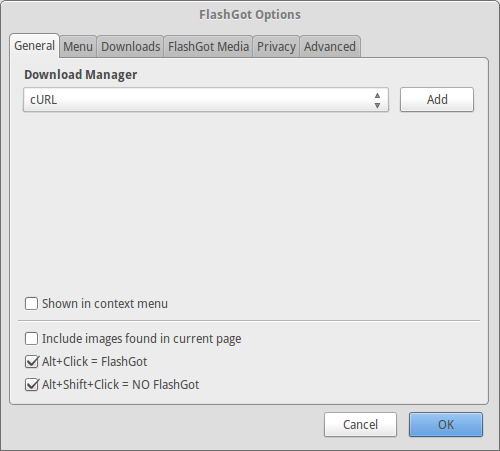 FlashGot Options
General Menu Downloads FlashGot Media Privacy Advanced
Download Manager
cURL Add
Shown in context menu
Include images found in current page
Alt+Click = FlashGot
Alt+Shift+Click = NO FlashGot
Cancel OK